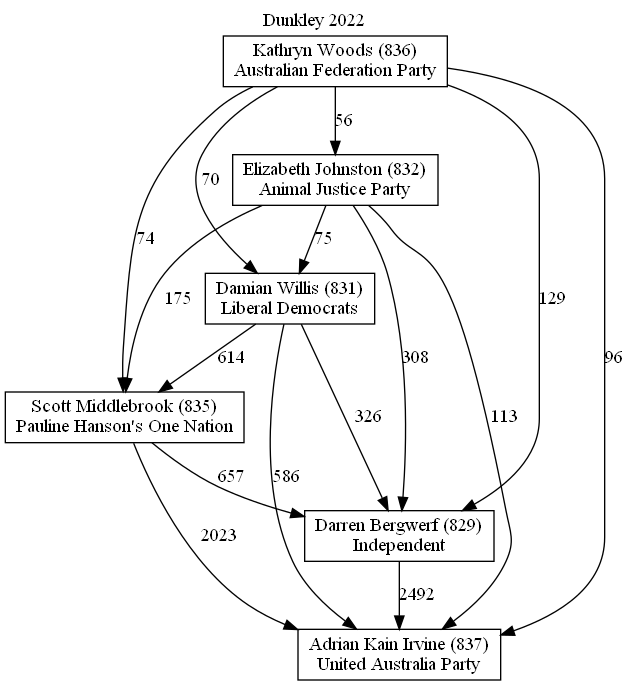 Dunkley 2022
Kathryn Woods (836)
Australian Federation Party
56
Elizabeth Johnston (832)
Animal Justice Party
70
74
75
175
129
Damian Willis (831)
Liberal Democrats
614
308
96
Scott Middlebrook (835)
Pauline Hanson's One Nation
326
113
657
586
2023
Darren Bergwerf (829)
Independent
2492
Adrian Kain Irvine (837)
United Australia Party